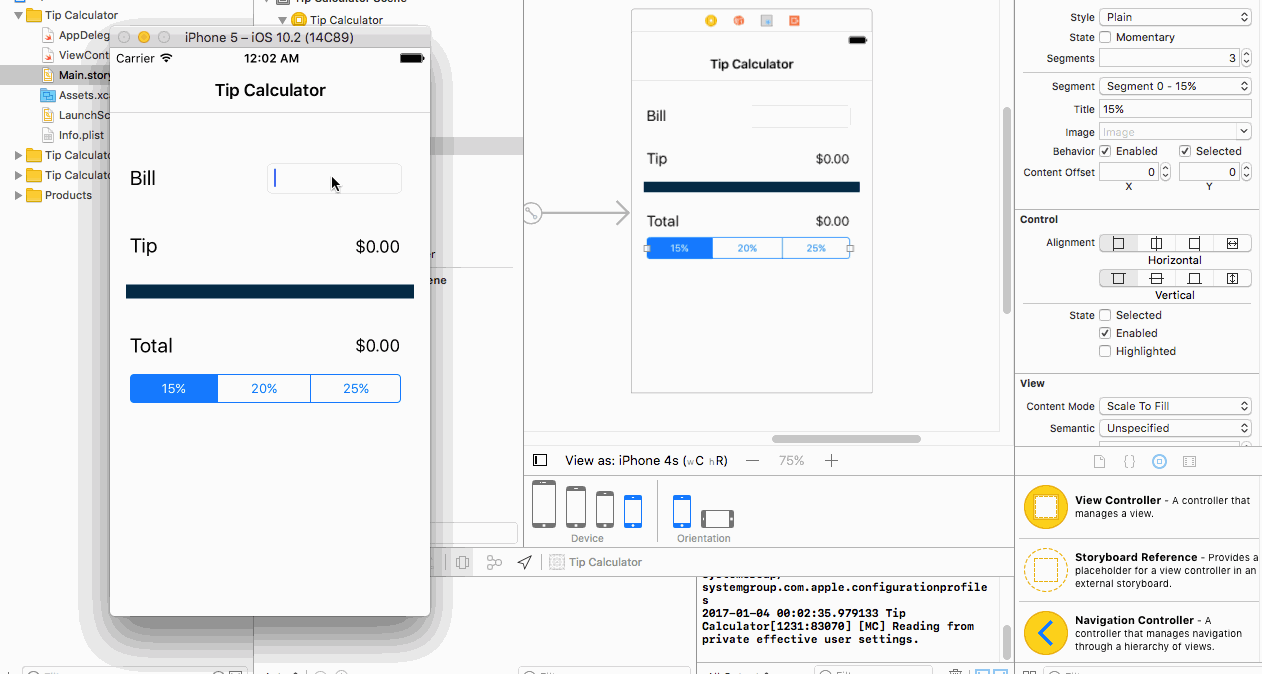 Tip Calculator
Tip Calculator
AppDeleg
iPhone 5 – iOS 10.2 (14C89)
ViewCont
Main.story
Assets.xc
LaunchSc
Info.plist
Tip Calculato
Tip Calculato
Products
Carrier
12:02 AM
Tip Calculator
Bill
Tip
$0.00
Total
$0.00
15%
20%
25%
Tip Calculator
Bill
Tip
$0.00
Total
$0.00
15%
20%
25%
View as: iPhone 4s (wC hR)
75%
Device
Orientation
Tip Calculator
systemgroup.com.apple.configurationprofile
s
2017-01-04 00:02:35.979133 Tip
Calculator[1231:83070] [MC] Reading from
private effective user settings.
Style
Plain
State
Momentary
Segments
3
Segment
Segment 0 - 15%
Title
15%
Image
Image
Behavior
Enabled
Selected
Content Offset
0
0
X
Y
Control
Alignment
Horizontal
Vertical
State
Selected
Enabled
Highlighted
View
Content Mode
Scale To Fill
Semantic
Unspecified
View Controller - A controller that
manages a view.
Storyboard Reference - Provides a
placeholder for a view controller in an
external storyboard.
Navigation Controller - A
controller that manages navigation
through a hierarchy of views.